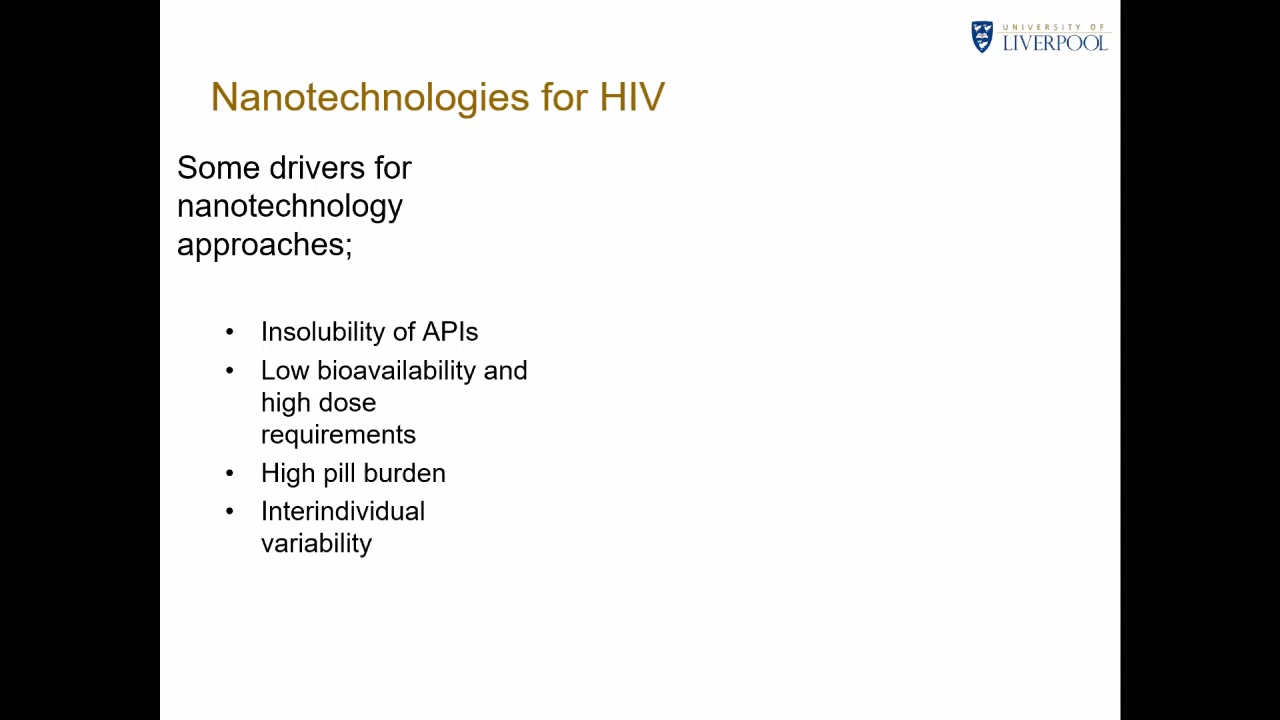 UNIVERSITY OF
LIVERPOOL
Nanotechnologies for HIV
Some drivers for
nanotechnology
approaches;
• Insolubility of APIs
• Low bioavailability and
high dose
requirements
• High pill burden
• Interindividual
variability